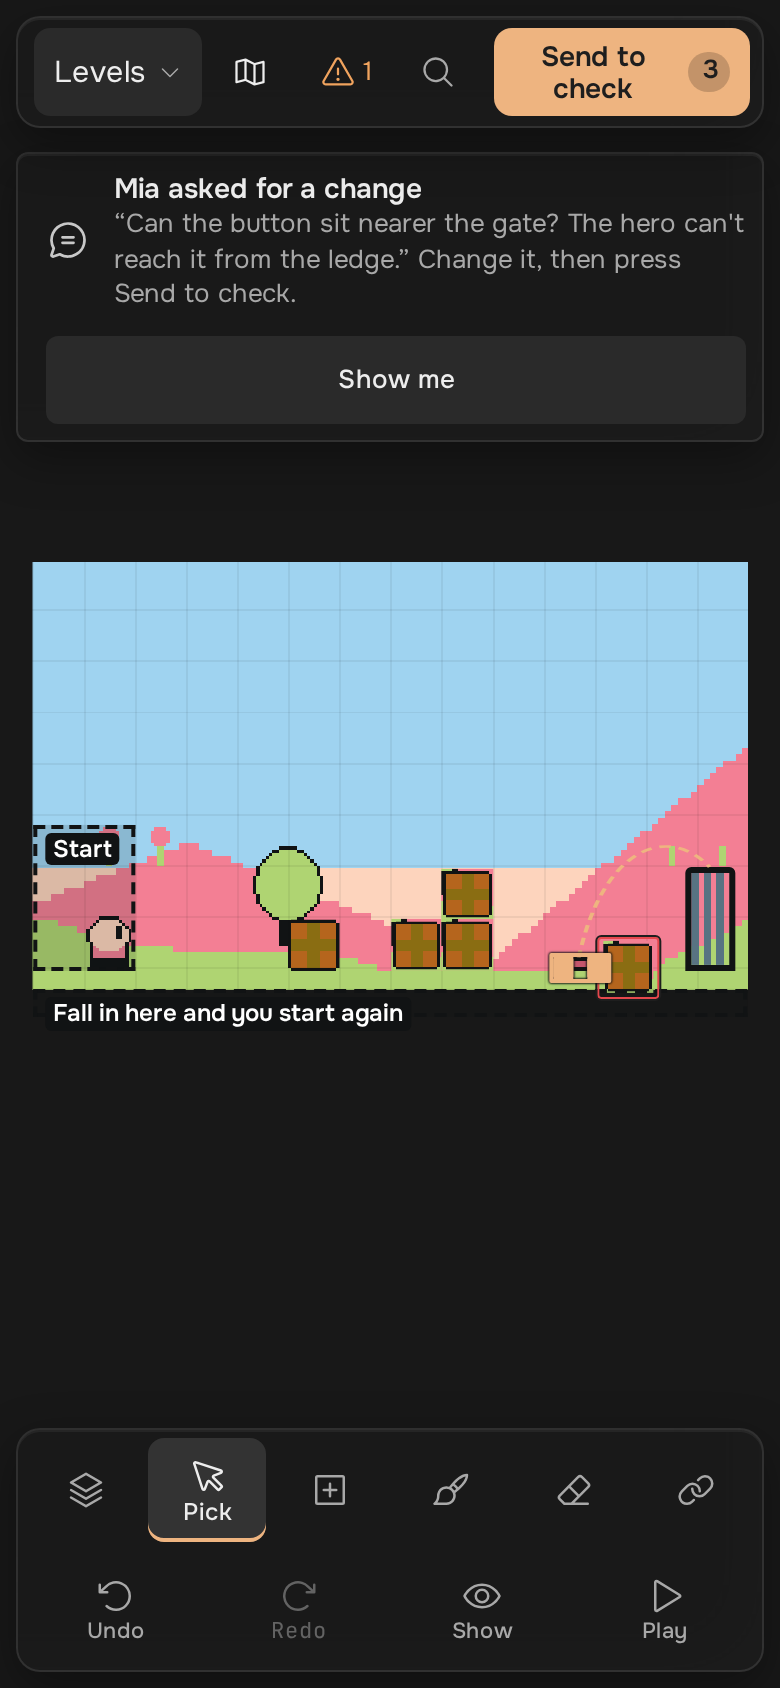 Levels
1
Send to
check
3
Mia asked for a change
“Can the button sit nearer the gate? The hero can't
reach it from the ledge.” Change it, then press
Send to check.
Show me
Start
Fall in here and you start again
Pick
Undo
Redo
Show
Play